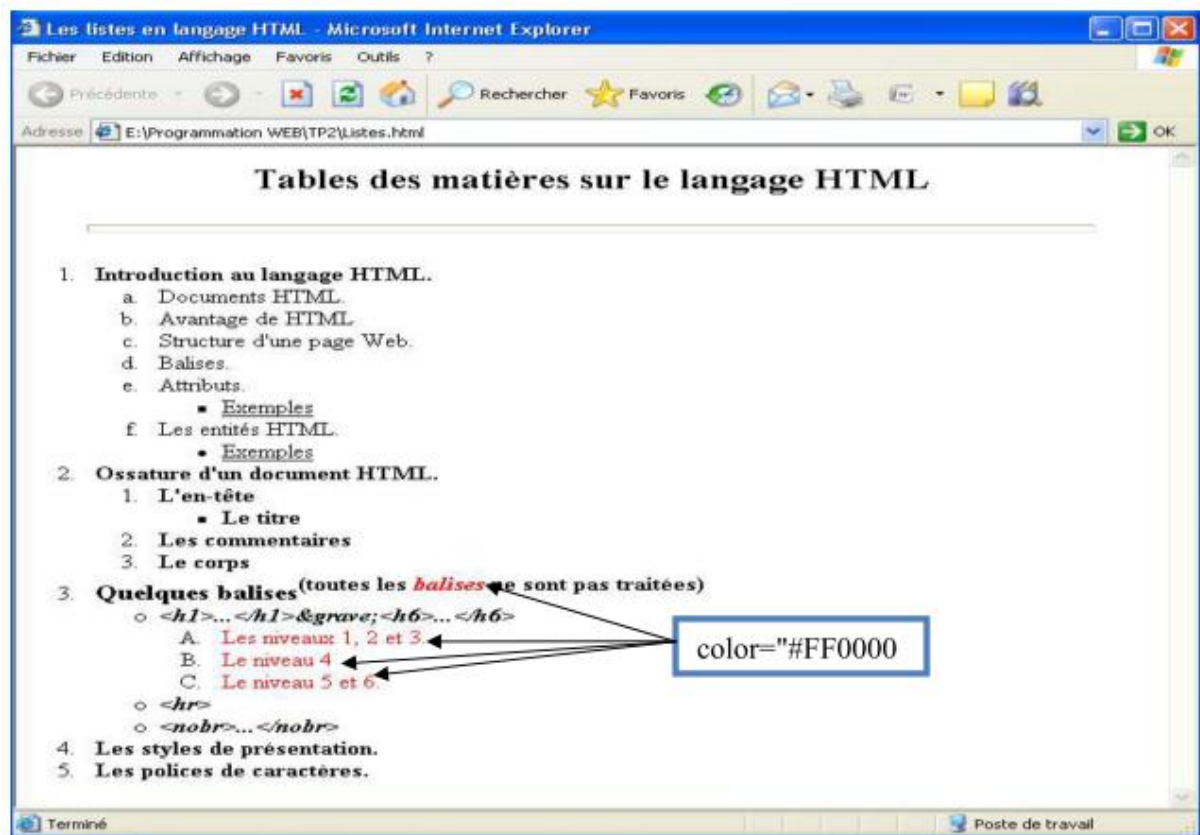 Les listes en langage HTML - Microsoft Internet Explorer
Fichier Edition Affichage Favoris Outils ?
Précédente Rechercher Favoris
Adresse E:\Programmation WEB\TP2\Listes.html OK
Tables des matières sur le langage HTML
1. Introduction au langage HTML.
a. Documents HTML.
b. Avantage de HTML
c. Structure d'une page Web.
d. Balises.
e. Attributs.
▪ Exemples
f. Les entités HTML.
• Exemples
2. Ossature d'un document HTML.
1. L'en-tête
▪ Le titre
2. Les commentaires
3. Le corps
3. Quelques balises (toutes les balises ne sont pas traitées)
o <h1>...</h1>&grave;<h6>...</h6>
A. Les niveaux 1, 2 et 3.
B. Le niveau 4
C. Le niveau 5 et 6.
color="#FF0000
o <hr>
o <nobr>...</nobr>
4. Les styles de présentation.
5. Les polices de caractères.
Terminé Poste de travail